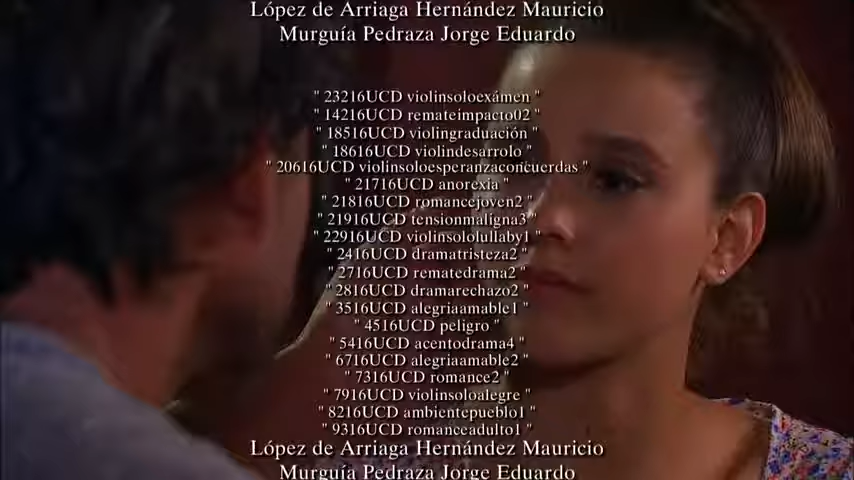 López de Arriaga Hernández Mauricio
Murguía Pedraza Jorge Eduardo
" 23216UCD violinsoloexámen "
" 14216UCD remateimpacto02 "
" 18516UCD violingraduación "
" 18616UCD violindesarrolo "
" 20616UCD violinsoloesperanzaconcuerdas "
" 21716UCD anorexia "
" 21816UCD romancejoven2 "
" 21916UCD tensionmaligna3 "
" 22916UCD violinsololullaby1 "
" 2416UCD dramatristeza2 "
" 2716UCD rematedrama2 "
" 2816UCD dramarechazo2 "
" 3516UCD alegriaamable1 "
" 4516UCD peligro "
" 5416UCD acentodrama4 "
" 6716UCD alegriaamable2 "
" 7316UCD romance2 "
" 7916UCD violinsoloalegre "
" 8216UCD ambientepueblo1 "
" 9316UCD romanceadulto1 "
López de Arriaga Hernández Mauricio
Murguía Pedraza Jorge Eduardo